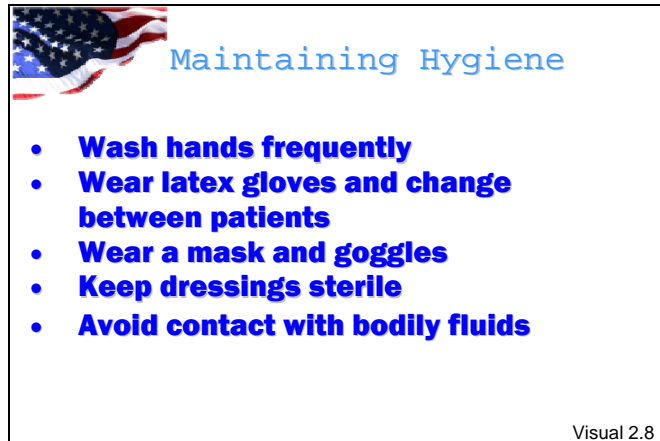 Maintaining Hygiene
• Wash hands frequently
• Wear latex gloves and change
between patients
• Wear a mask and goggles
• Keep dressings sterile
• Avoid contact with bodily fluids
Visual 2.8